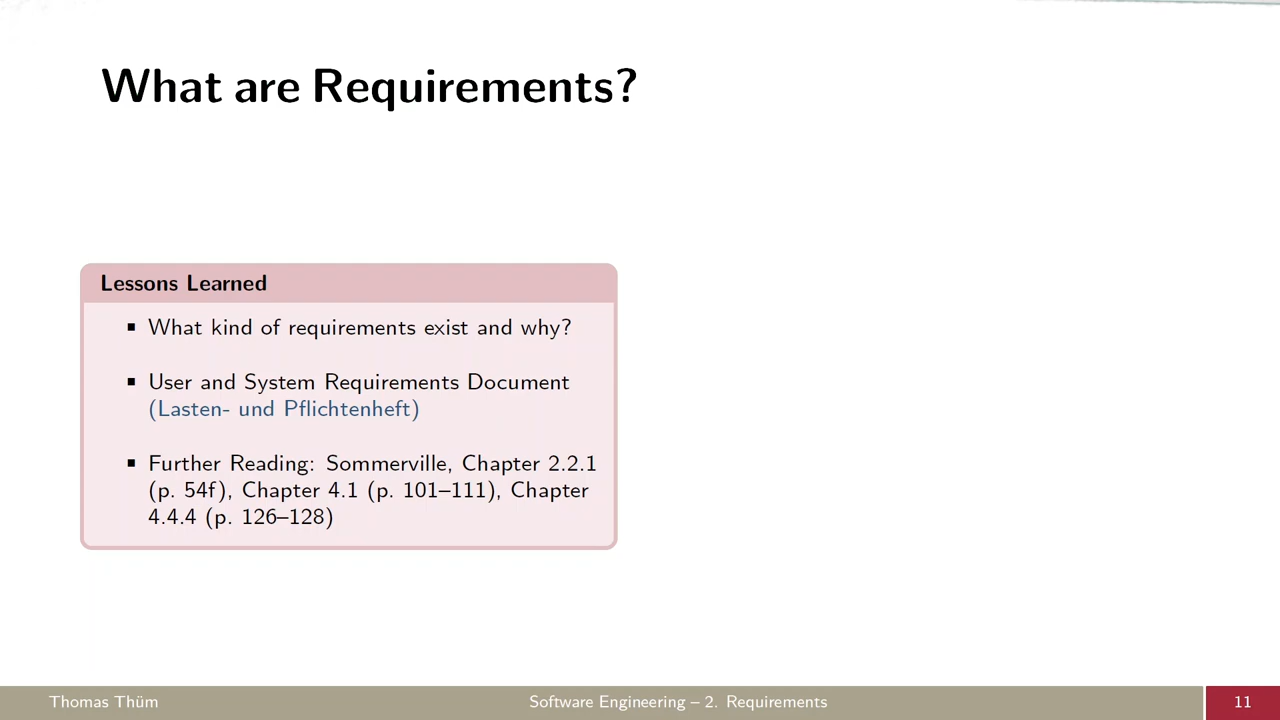 What are Requirements?
Lessons Learned
▪ What kind of requirements exist and why?
▪ User and System Requirements Document
(Lasten- und Pflichtenheft)
▪ Further Reading: Sommerville, Chapter 2.2.1
(p. 54f), Chapter 4.1 (p. 101–111), Chapter
4.4.4 (p. 126–128)
Thomas Thüm
Software Engineering – 2. Requirements
11